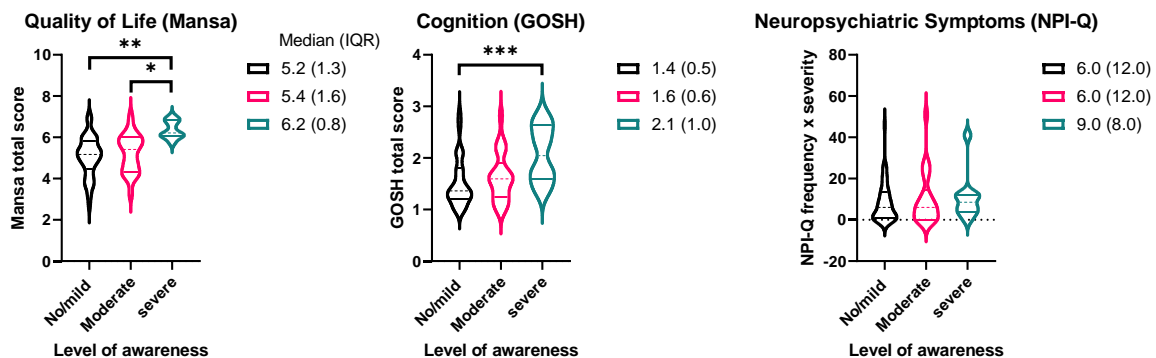 Quality of Life (Mansa)
Median (IQR)
Mansa total score
10
8
6
4
2
0
**
*
5.2 (1.3)
5.4 (1.6)
6.2 (0.8)
No/mild
Moderate
severe
Level of awareness
Cognition (GOSH)
GOSH total score
4
3
2
1
0
***
1.4 (0.5)
1.6 (0.6)
2.1 (1.0)
No/mild
Moderate
severe
Level of awareness
Neuropsychiatric Symptoms (NPI-Q)
NPI-Q frequency x severity
80
60
40
20
0
-20
6.0 (12.0)
6.0 (12.0)
9.0 (8.0)
No/mild
Moderate
severe
Level of awareness